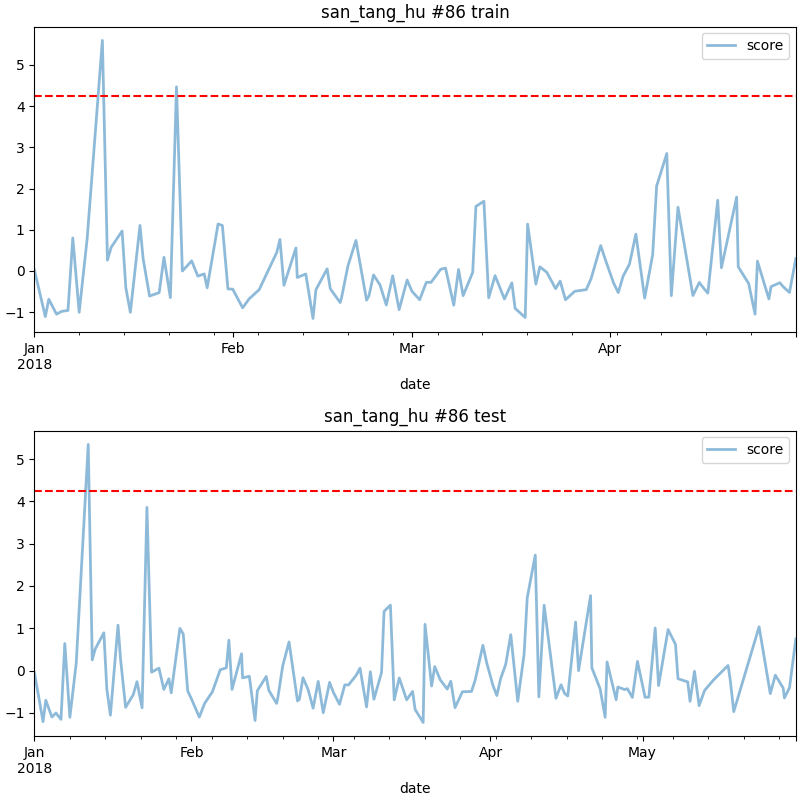 san_tang_hu #86 train
score
5
4
3
2
1
0
−1
Jan
2018
Feb
Mar
Apr
date
san_tang_hu #86 test
score
5
4
3
2
1
0
−1
Jan
2018
Feb
Mar
Apr
May
date